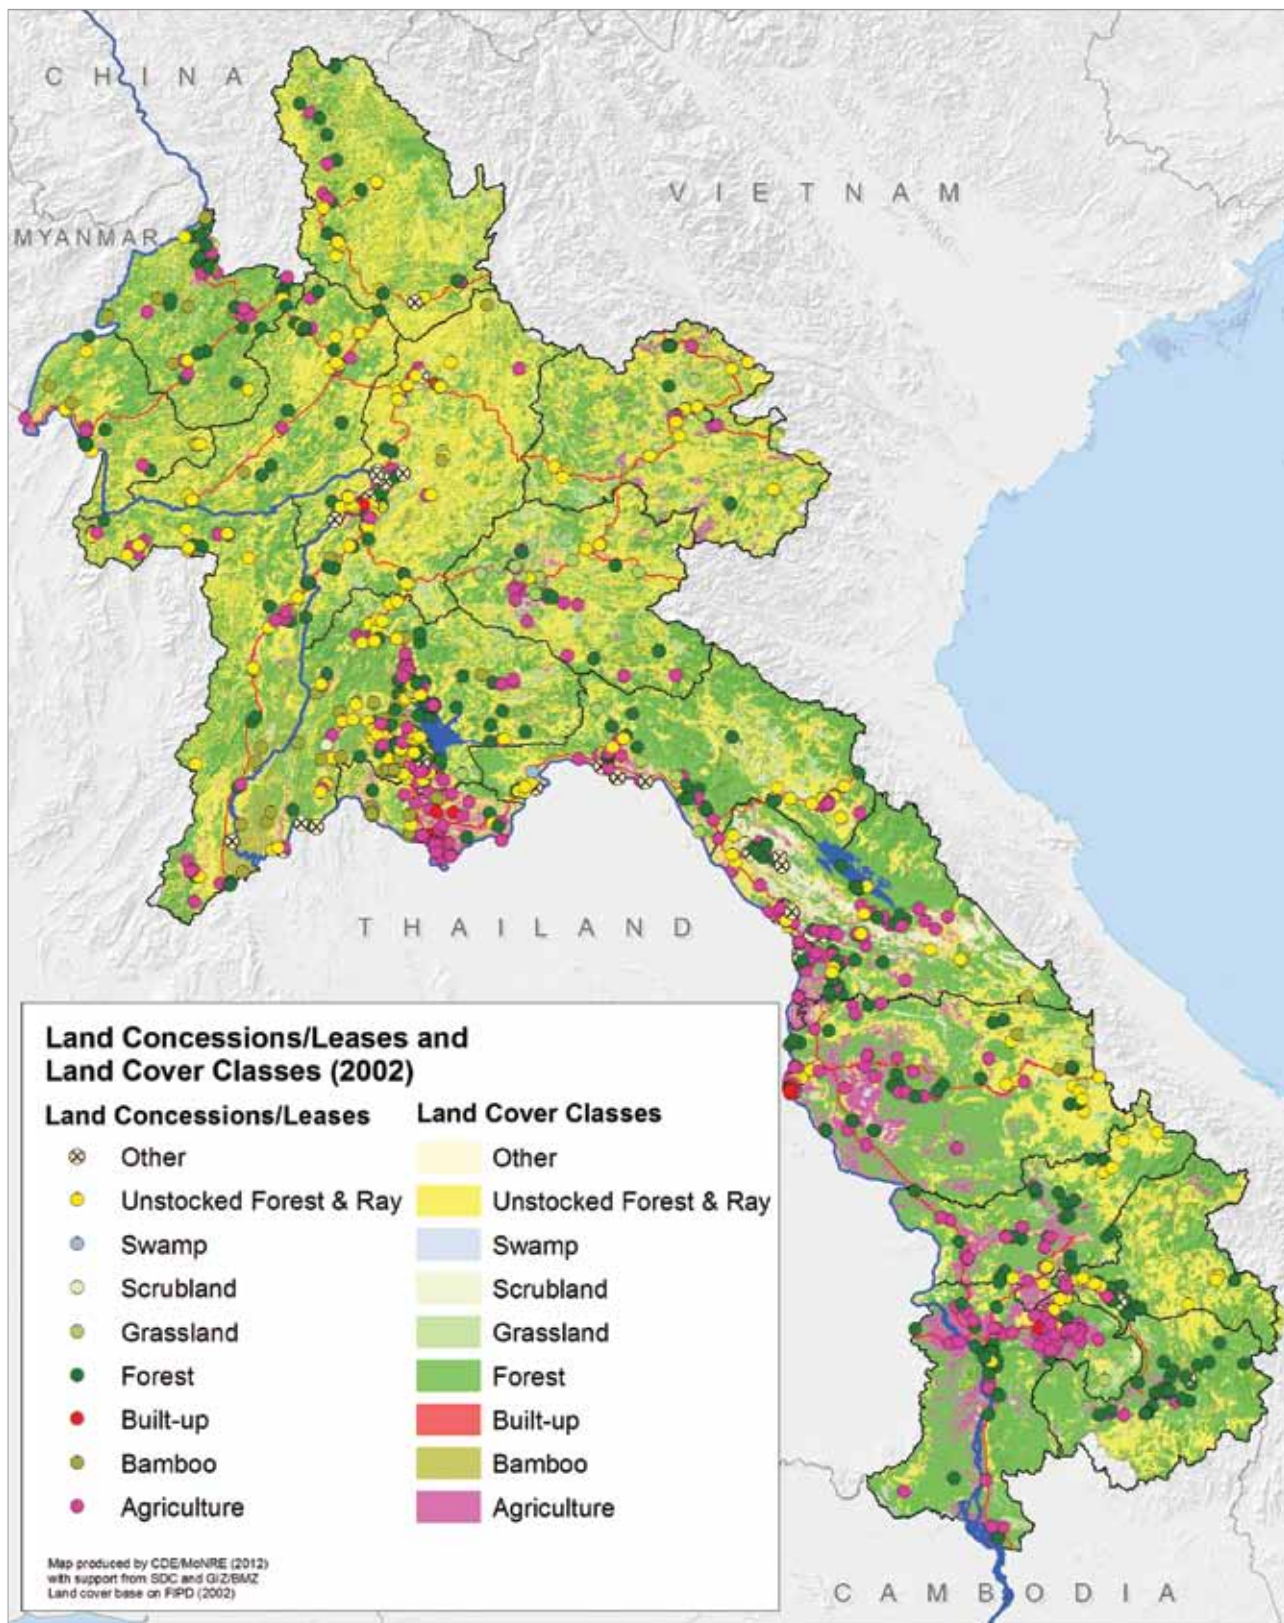 CHINA
VIETNAM
MYANMAR
THAILAND
Land Concessions/Leases and
Land Cover Classes (2002)
Land Concessions/Leases
Other
Unstocked Forest & Ray
Swamp
Scrubland
Grassland
Forest
Built-up
Bamboo
Agriculture
Land Cover Classes
Other
Unstocked Forest & Ray
Swamp
Scrubland
Grassland
Forest
Built-up
Bamboo
Agriculture
Map produced by CDE/MoNRE (2012)
with support from SDC and GIZ/BMZ
Land cover base on FIPD (2002)
CAMBODIA